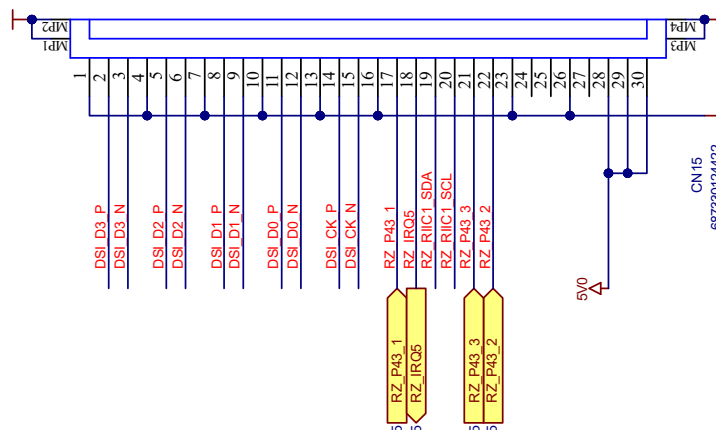 MP2
MP1
MP4
MP3
1
2
3
4
5
6
7
8
9
10
11
12
13
14
15
16
17
18
19
20
21
22
23
24
25
26
27
28
29
30
DSI_D3_P
DSI_D3_N
DSI_D2_P
DSI_D2_N
DSI_D1_P
DSI_D1_N
DSI_D0_P
DSI_D0_N
DSI_CK_P
DSI_CK_N
RZ_P43_1
RZ_IRQ5
RZ_RIIC1_SDA
RZ_RIIC1_SCL
RZ_P43_3
RZ_P43_2
CN15
5V0
RZ_P43_1
RZ_IRQ5
RZ_P43_3
RZ_P43_2